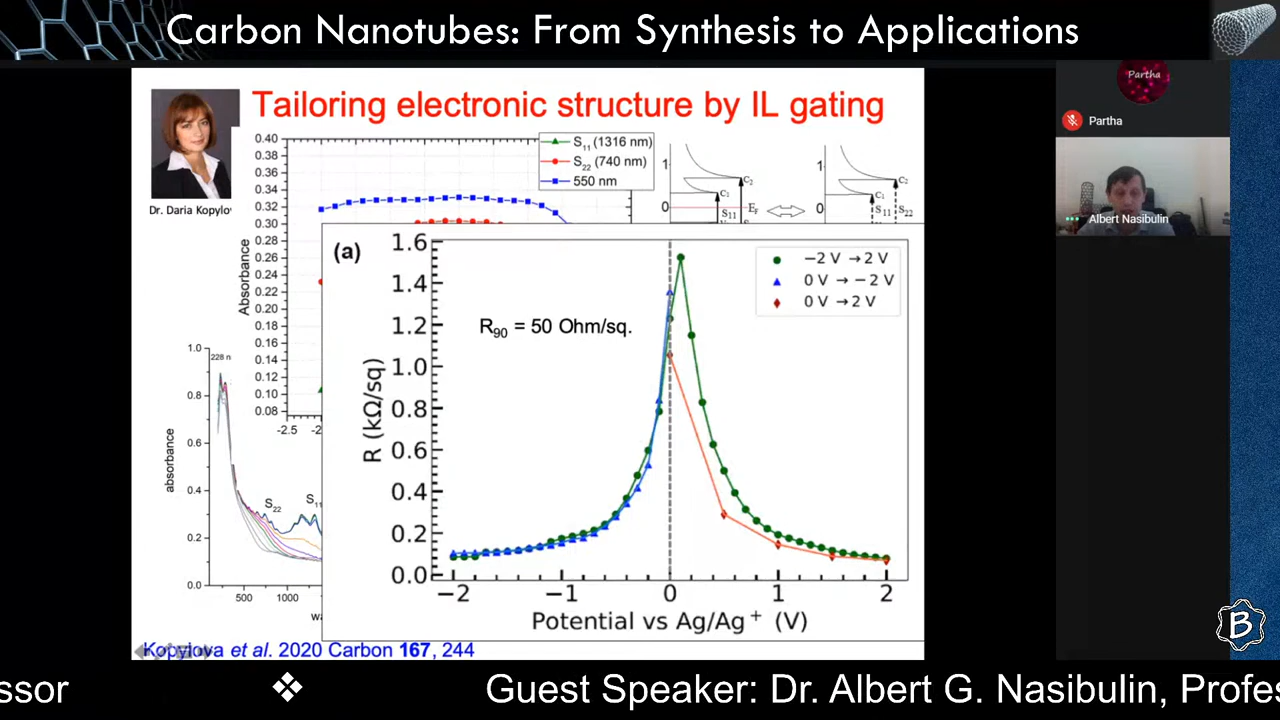 Carbon Nanotubes: From Synthesis to Applications
Tailoring electronic structure by IL gating
Dr. Daria Kopylo
0.40
0.38
0.36
0.34
0.32
0.30
0.28
0.26
0.24
0.22
0.20
0.18
0.16
0.14
0.12
0.10
0.08
Absorbance
-2.5
S11 (1316 nm)
S22 (740 nm)
550 nm
1
0
C2
C1
S11
EF
1
0
C2
C1
S11
S22
(a)
1.6
1.4
1.2
1.0
0.8
0.6
0.4
0.2
0.0
R (kΩ/sq)
R90 = 50 Ohm/sq.
−2 V → 2 V
0 V → − 2 V
0 V → 2 V
−2
−1
0
1
2
Potential vs Ag/Ag+ (V)
1.0
0.8
0.6
0.4
0.2
0.0
absorbance
228 n
S22
S11
500
1000
wa
Kopylova et al. 2020 Carbon 167, 244
Partha
Partha
Albert Nasibulin
B
ssor ❖ Guest Speaker: Dr. Albert G. Nasibulin, Profes